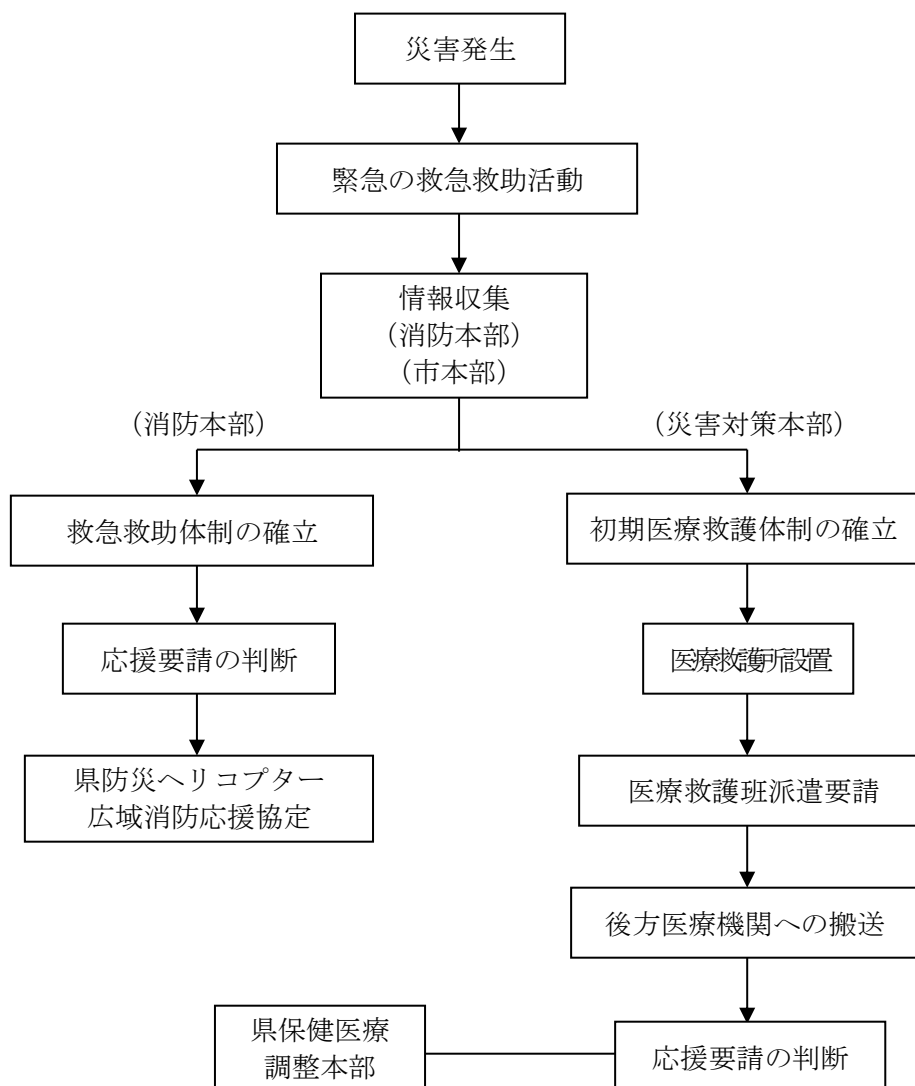 災害発生
緊急の救急救助活動
情報収集
（消防本部）
（市本部）
（消防本部）
（災害対策本部）
救急救助体制の確立
初期医療救護体制の確立
応援要請の判断
医療救護所設置
県防災ヘリコプター
広域消防応援協定
医療救護班派遣要請
後方医療機関への搬送
県保健医療
調整本部
応援要請の判断